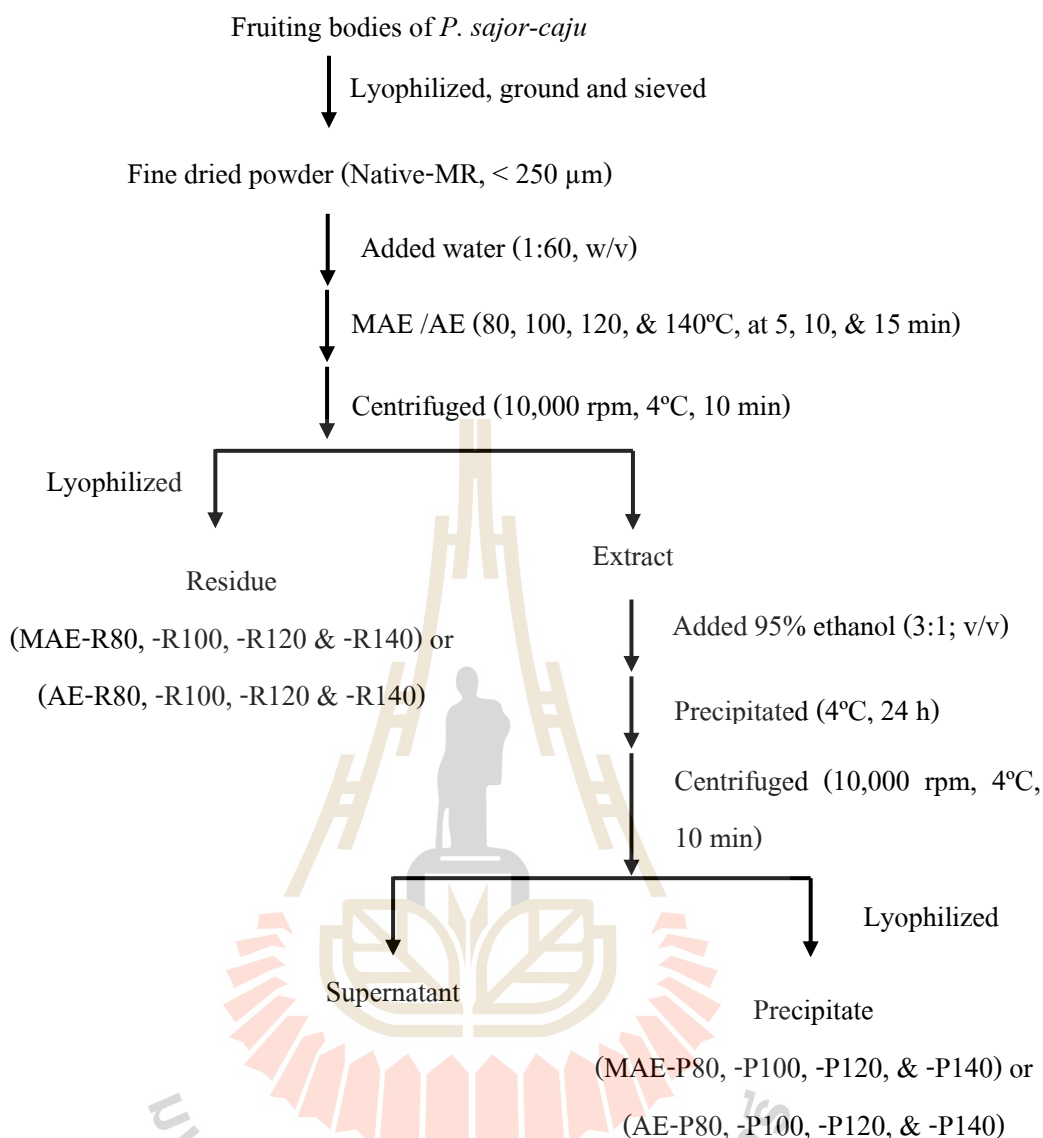 Fruiting bodies of P. sajor-caju
Lyophilized, ground and sieved
Fine dried powder (Native-MR, < 250 µm)
Added water (1:60, w/v)
MAE /AE (80, 100, 120, & 140ºC, at 5, 10, & 15 min)
Centrifuged (10,000 rpm, 4ºC, 10 min)
Lyophilized
Residue
(MAE-R80, -R100, -R120 & -R140) or
(AE-R80, -R100, -R120 & -R140)
Extract
Added 95% ethanol (3:1; v/v)
Precipitated (4ºC, 24 h)
Centrifuged (10,000 rpm, 4ºC,
10 min)
Supernatant
Lyophilized
Precipitate
(MAE-P80, -P100, -P120, & -P140) or
(AE-P80, -P100, -P120, & -P140)